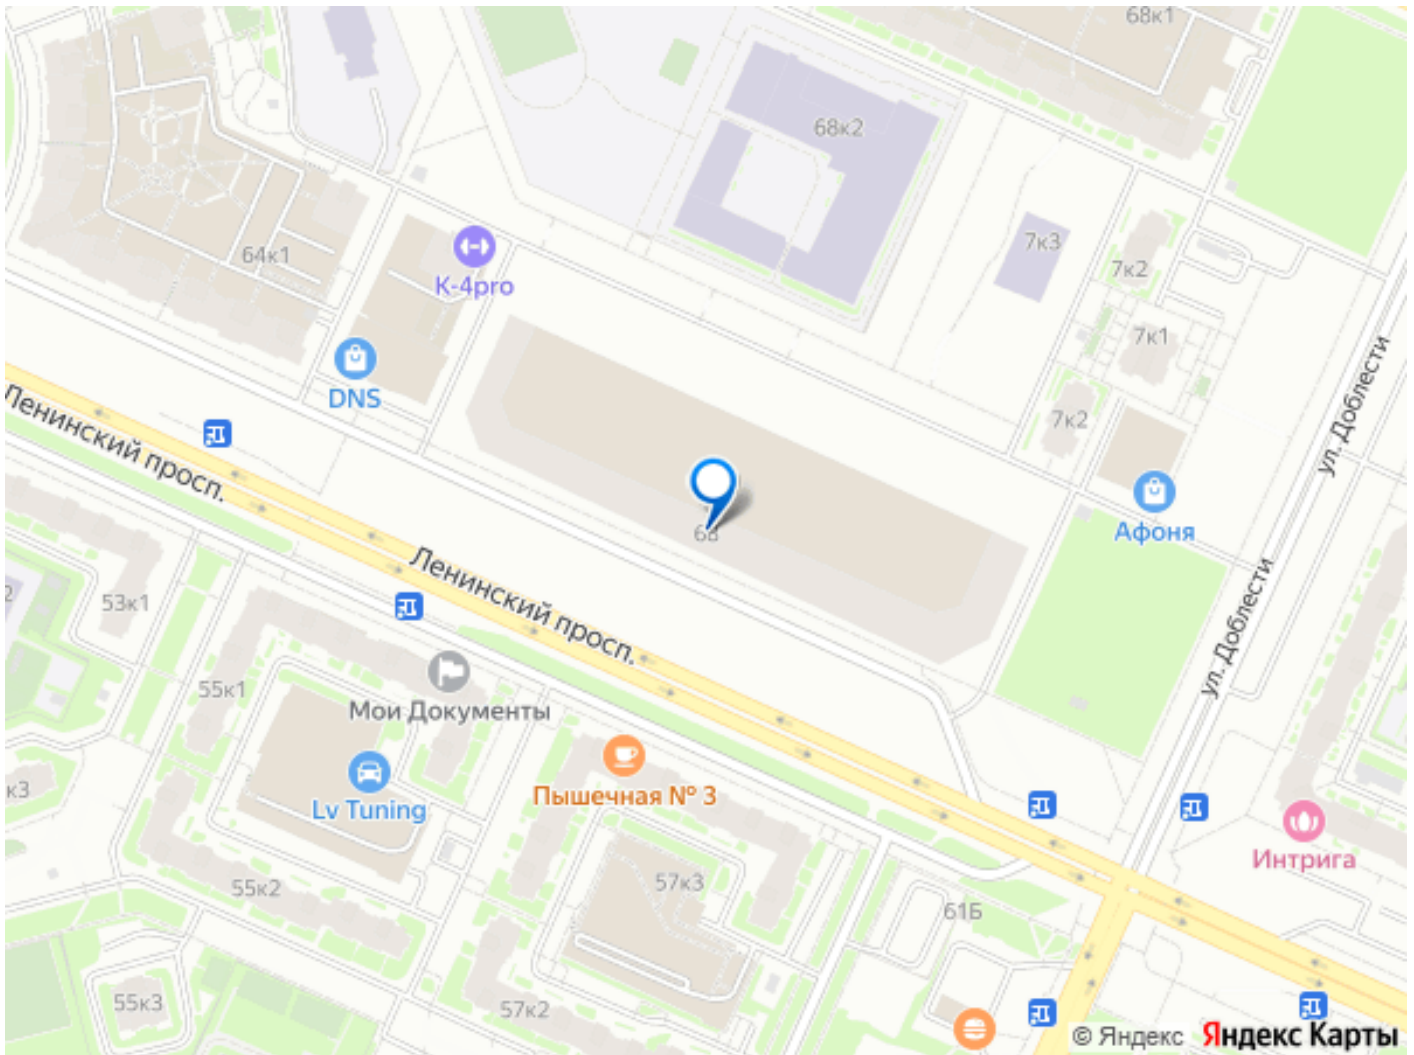 68к1
68к2
7к3
64к1
К-4pro
7к2
7к1
DNS
ул. Доблести
Ленинский просп.
7к2
Афоня
Ленинский просп.
ул. Доблести
53к1
55к1
Мои Документы
к3
Lv Tuning
Пышечная № 3
Интрига
55к2
57к3
61Б
55к3
57к2
© Яндекс Яндекс Карты